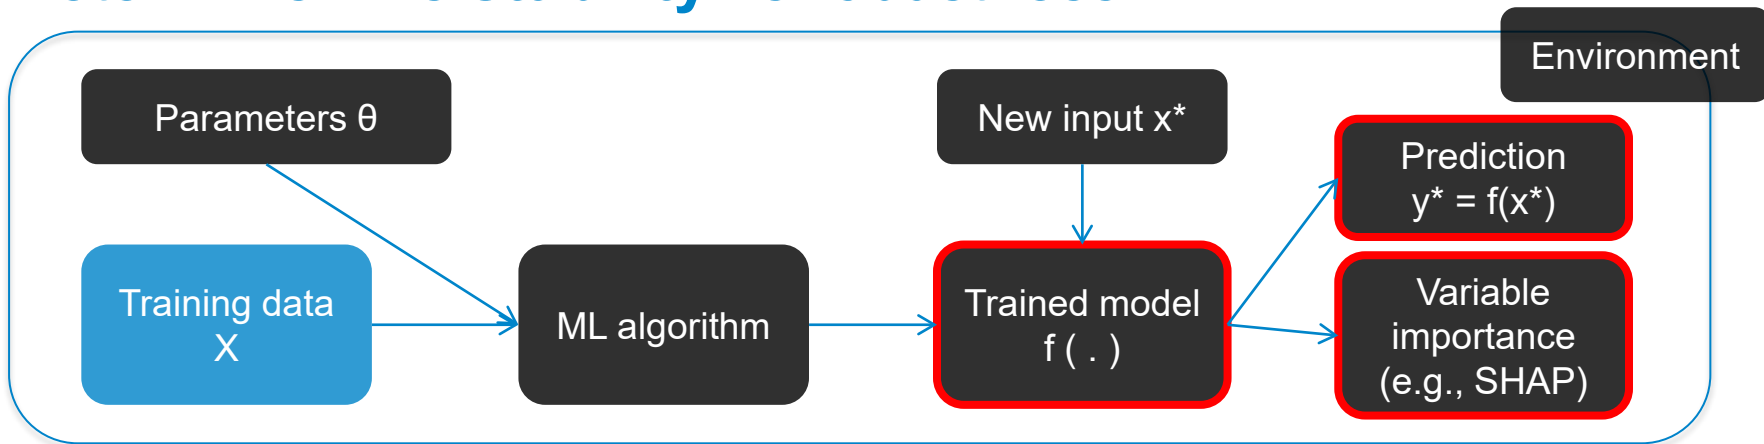 Environment
Parameters θ
New input x*
Prediction
y* = f(x*)
Training data
X
ML algorithm
Trained model
f ( . )
Variable
importance
(e.g., SHAP)